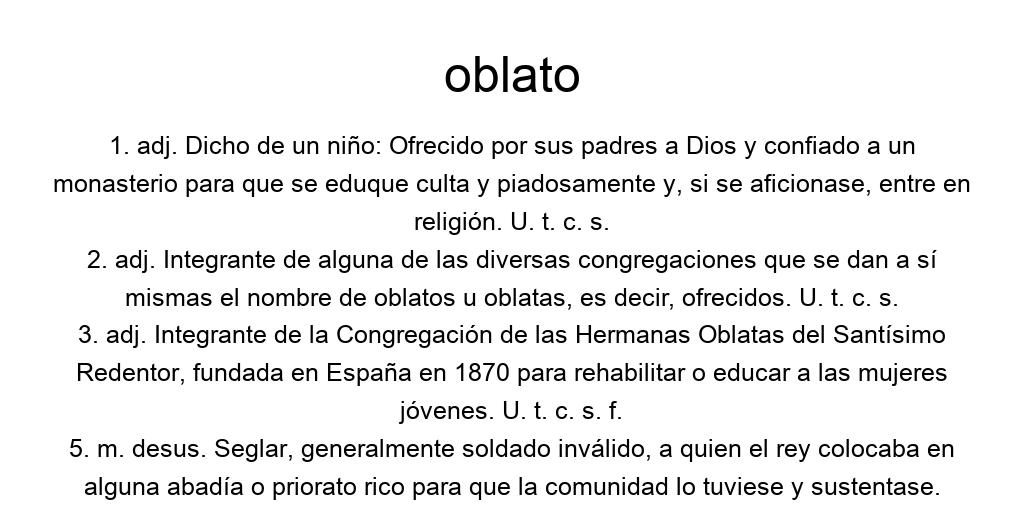 oblato
1. adj. Dicho de un niño: Ofrecido por sus padres a Dios y confiado a un
monasterio para que se eduque culta y piadosamente y, si se aficionase, entre en
religión. U. t. c. s.
2. adj. Integrante de alguna de las diversas congregaciones que se dan a sí
mismas el nombre de oblatos u oblatas, es decir, ofrecidos. U. t. c. s.
3. adj. Integrante de la Congregación de las Hermanas Oblatas del Santísimo
Redentor, fundada en España en 1870 para rehabilitar o educar a las mujeres
jóvenes. U. t. c. s. f.
5. m. desus. Seglar, generalmente soldado inválido, a quien el rey colocaba en
alguna abadía o priorato rico para que la comunidad lo tuviese y sustentase.